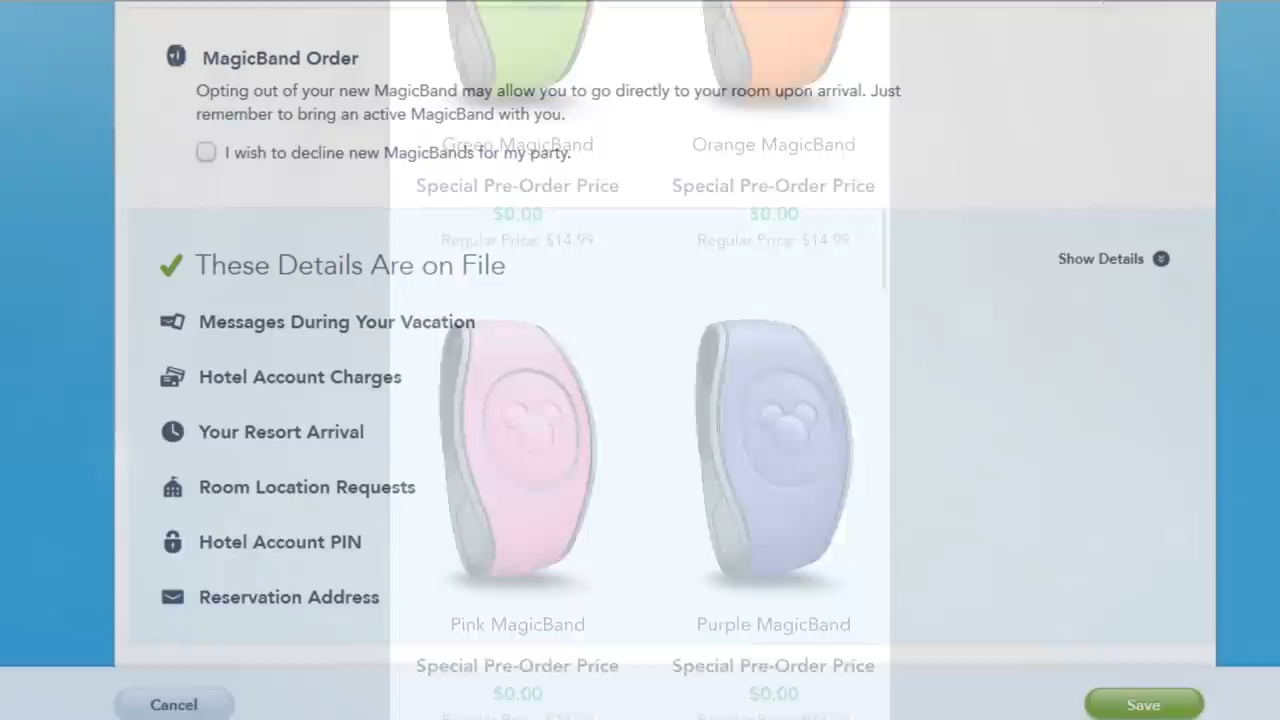 MagicBand Order
Opting out of your new MagicBand may allow you to go directly to your room upon arrival. Just
remember to bring an active MagicBand with you.
I wish to decline new MagicBands for my party.
Green MagicBand
Orange MagicBand
Special Pre-Order Price
Special Pre-Order Price
$0.00
$0.00
Regular Price: $14.99
Regular Price: $14.99
These Details Are on File
Show Details
Messages During Your Vacation
Hotel Account Charges
Your Resort Arrival
Room Location Requests
Hotel Account PIN
Reservation Address
Pink MagicBand
Purple MagicBand
Special Pre-Order Price
Special Pre-Order Price
$0.00
$0.00
Cancel
Save